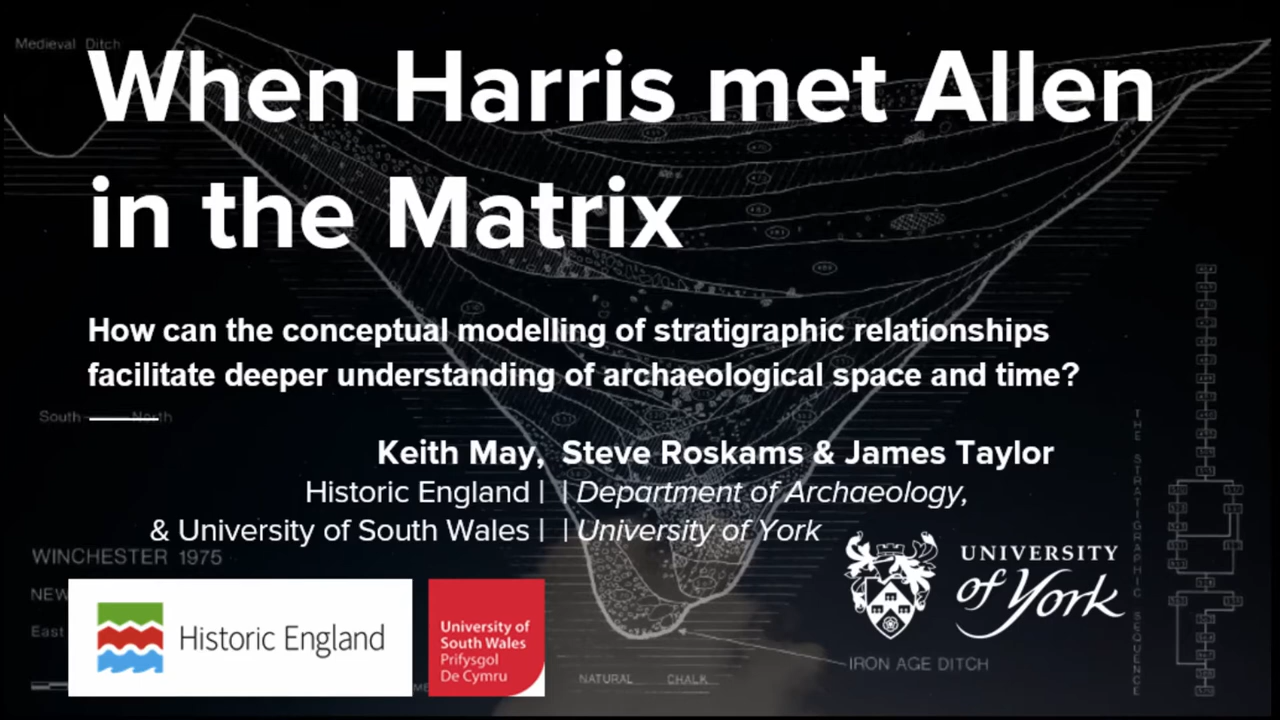 Medieval Ditch
When Harris met Allen
in the Matrix
How can the conceptual modelling of stratigraphic relationships
facilitate deeper understanding of archaeological space and time?
South North
Keith May, Steve Roskams & James Taylor
Historic England | | Department of Archaeology,
& University of South Wales | | University of York
WINCHESTER 1975
NEW
East
Historic England
University of
South Wales
Prifysgol
De Cymru
UNIVERSITY
of York
IRON AGE DITCH
NATURAL CHALK
THE STRATIGRAPHIC SEQUENCE